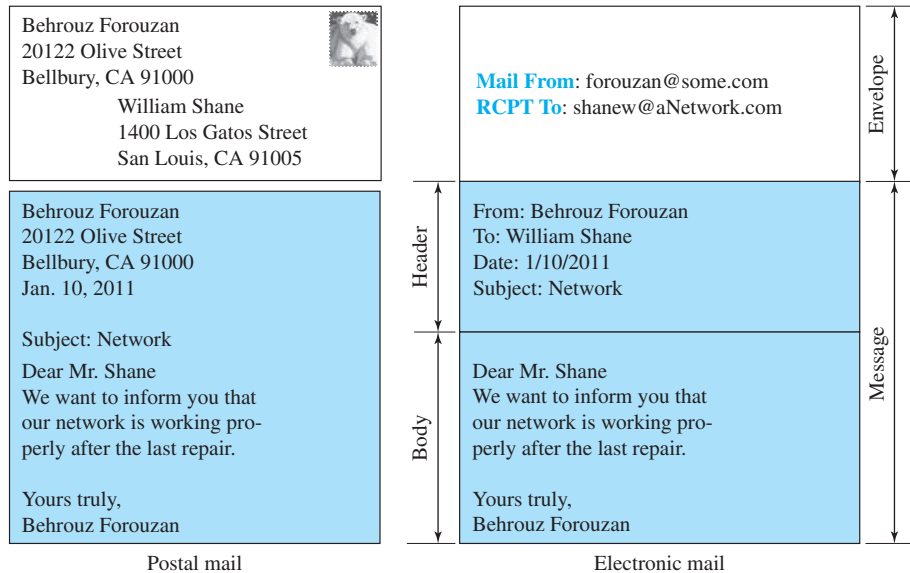 Behrouz Forouzan
20122 Olive Street
Bellbury, CA 91000
William Shane
1400 Los Gatos Street
San Louis, CA 91005
Behrouz Forouzan
20122 Olive Street
Bellbury, CA 91000
Jan. 10, 2011
Subject: Network
Dear Mr. Shane
We want to inform you that
our network is working pro-
perly after the last repair.
Yours truly,
Behrouz Forouzan
Postal mail
Mail From: forouzan@some.com
RCPT To: shanew@aNetwork.com
Envelope
Header
From: Behrouz Forouzan
To: William Shane
Date: 1/10/2011
Subject: Network
Message
Body
Dear Mr. Shane
We want to inform you that
our network is working pro-
perly after the last repair.
Yours truly,
Behrouz Forouzan
Electronic mail